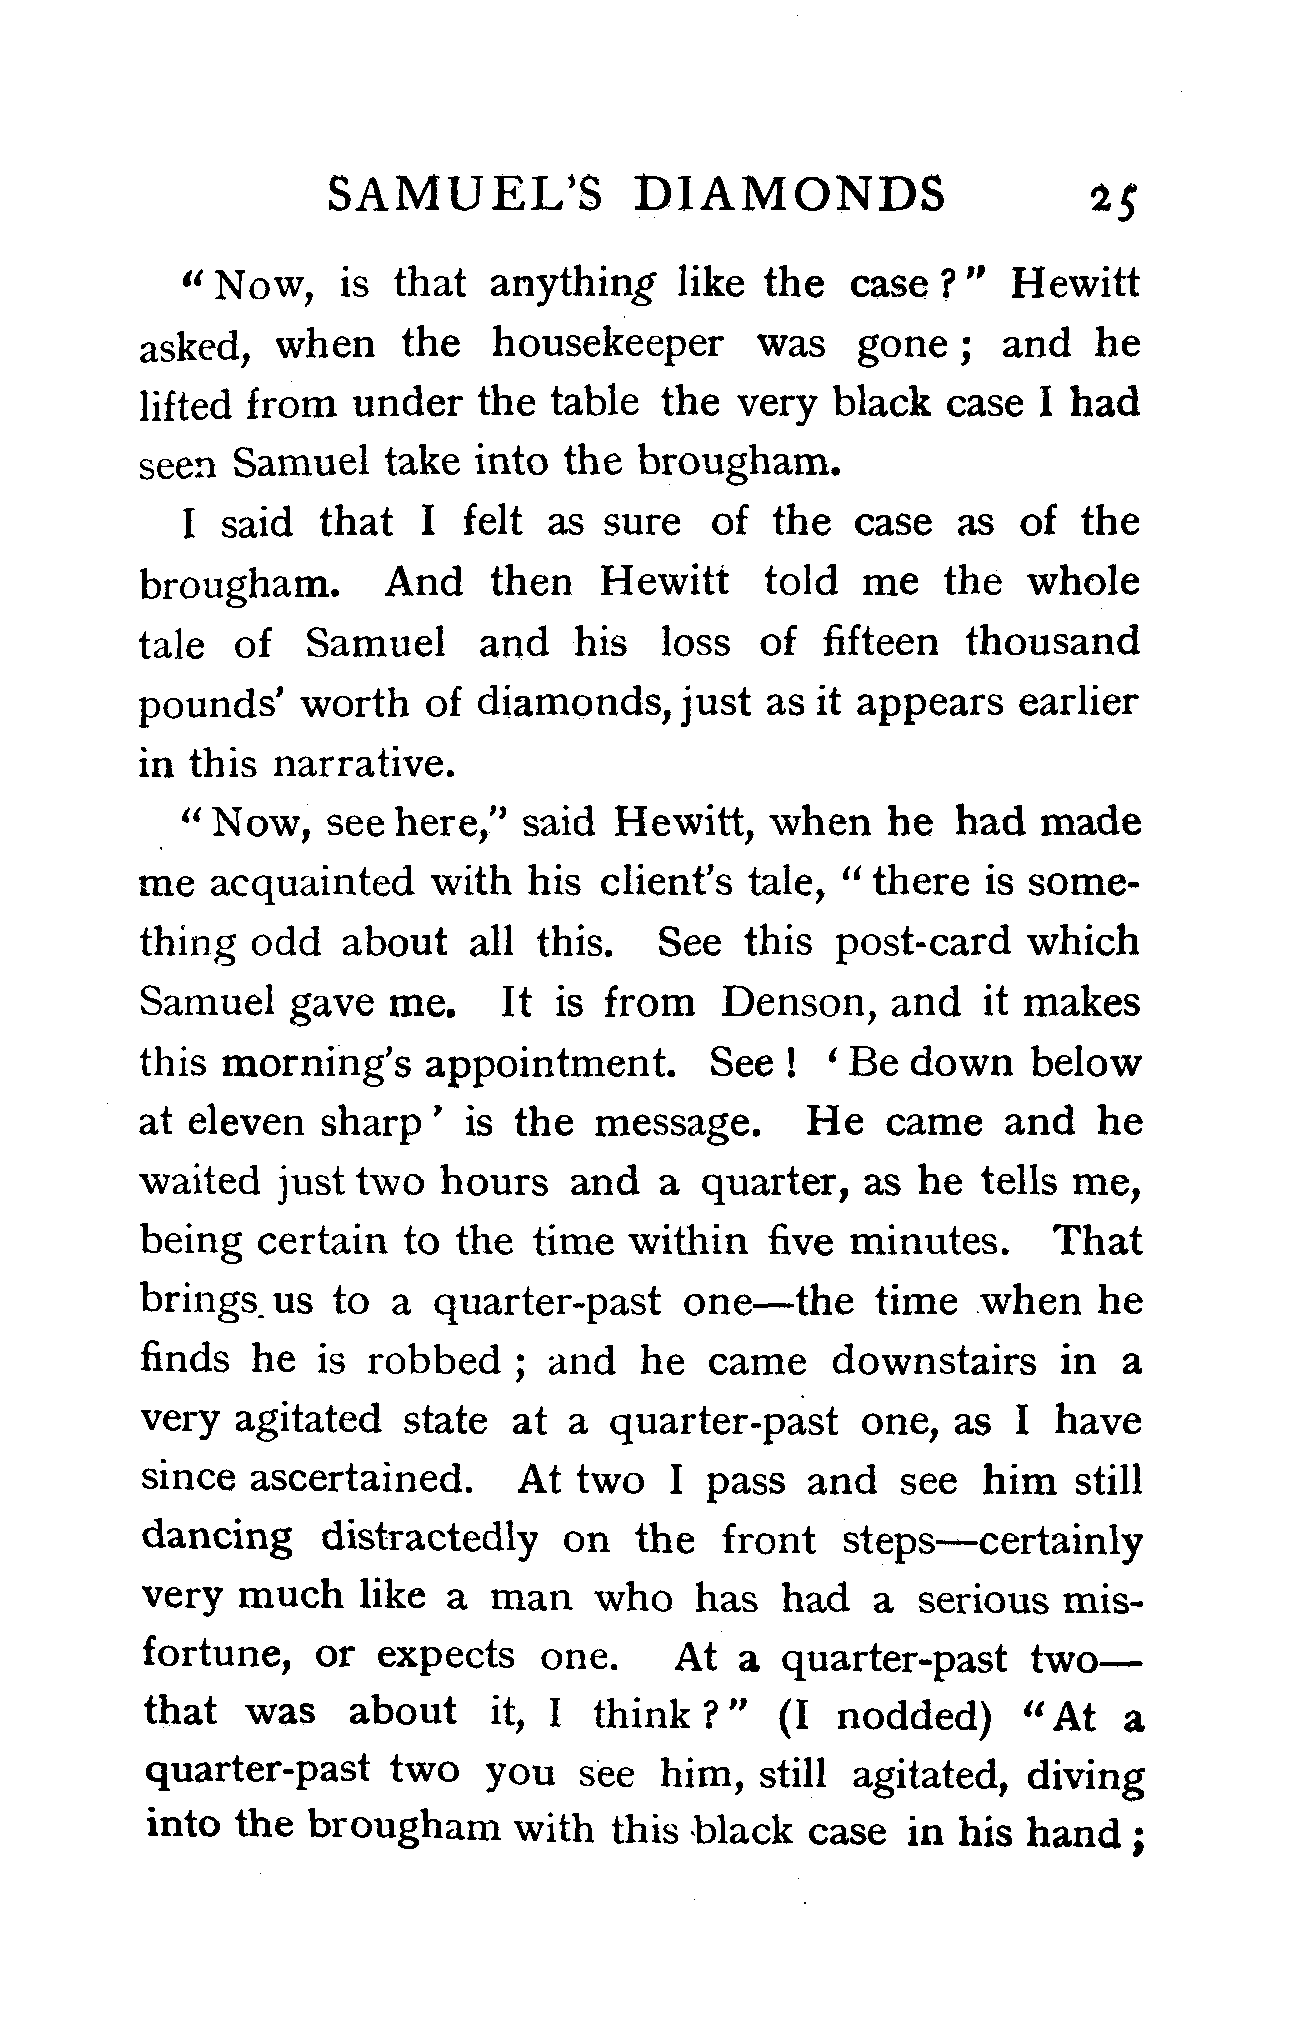 SAMUEL'S DIAMONDS 25
"Now, is that anything like the case?" Hewitt
asked, when the housekeeper was gone; and he
lifted from under the table the very black case I had
seen Samuel take into the brougham.
I said that I felt as sure of the case as of the
brougham. And then Hewitt told me the whole
tale of Samuel and his loss of fifteen thousand
pounds' worth of diamonds, just as it appears earlier
in this narrative.
"Now, see here," said Hewitt, when he had made
me acquainted with his client's tale, "there is some-
thing odd about all this. See this post-card which
Samuel gave me. It is from Denson, and it makes
this morning's appointment. See! 'Be down below
at eleven sharp' is the message. He came and he
waited just two hours and a quarter, as he tells me,
being certain to the time within five minutes. That
brings us to a quarter-past one—the time when he
finds he is robbed; and he came downstairs in a
very agitated state at a quarter-past one, as I have
since ascertained. At two I pass and see him still
dancing distractedly on the front steps—certainly
very much like a man who has had a serious mis-
fortune, or expects one. At a quarter-past two—
that was about it, I think?" (I nodded) "At a
quarter-past two you see him, still agitated, diving
into the brougham with this black case in his hand;